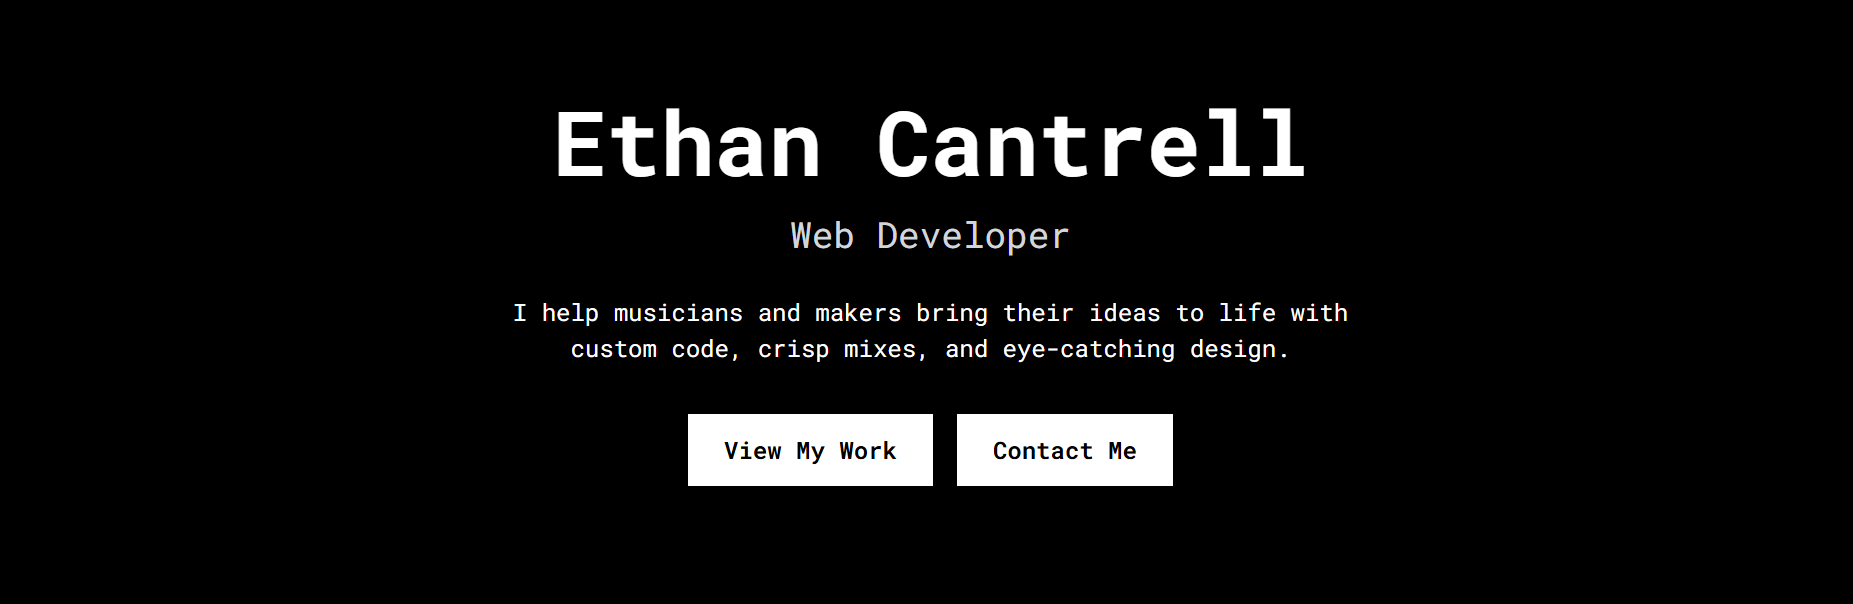 Ethan Cantrell
Web Developer
I help musicians and makers bring their ideas to life with
custom code, crisp mixes, and eye-catching design.
View My Work
Contact Me